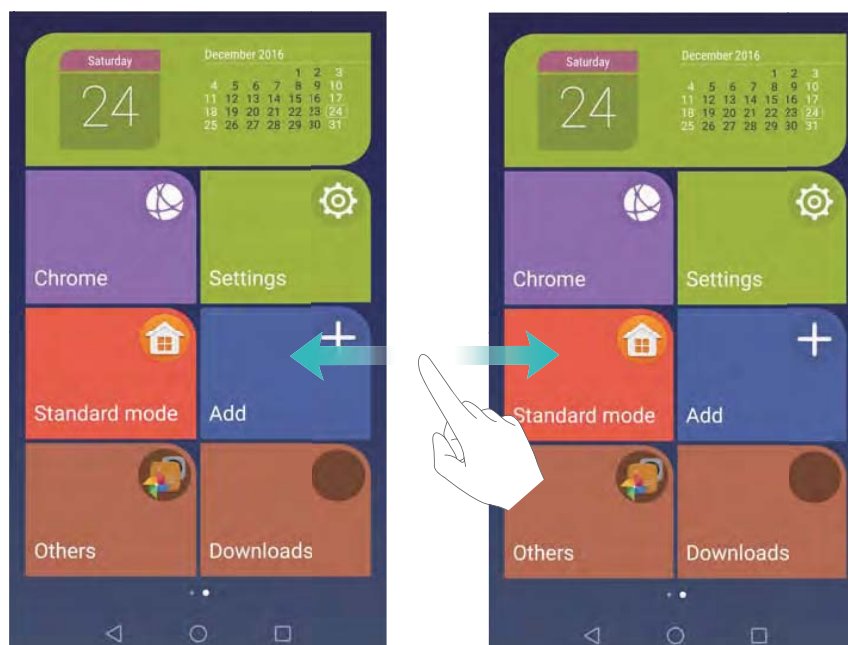 Saturday
24
December 2016
1 2 3
4 5 6 7 8 9 10
11 12 13 14 15 16 17
18 19 20 21 22 23 24
25 26 27 28 29 30 31
Chrome
Settings
Standard mode
Add
Others
Downloads
Saturday
24
December 2016
1 2 3
4 5 6 7 8 9 10
11 12 13 14 15 16 17
18 19 20 21 22 23 24
25 26 27 28 29 30 31
Chrome
Settings
Standard mode
Add
Others
Downloads